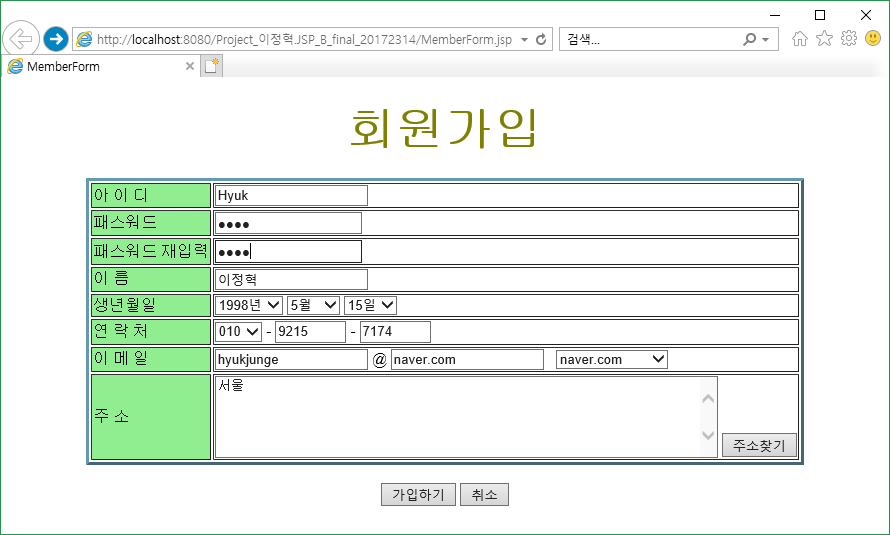 http://localhost:8080/Project_이정혁.JSP_B_final_20172314/MemberForm.jsp 검색...
MemberForm
회원가입
아 이 디 Hyuk
패스워드 ●●●●
패스워드 재입력 ●●●●
이 름 이정혁
생년월일 1998년 5월 15일
연 락 처 010 - 9215 - 7174
이 메 일 hyukjunge @ naver.com naver.com
주 소 서울 주소찾기
가입하기 취소